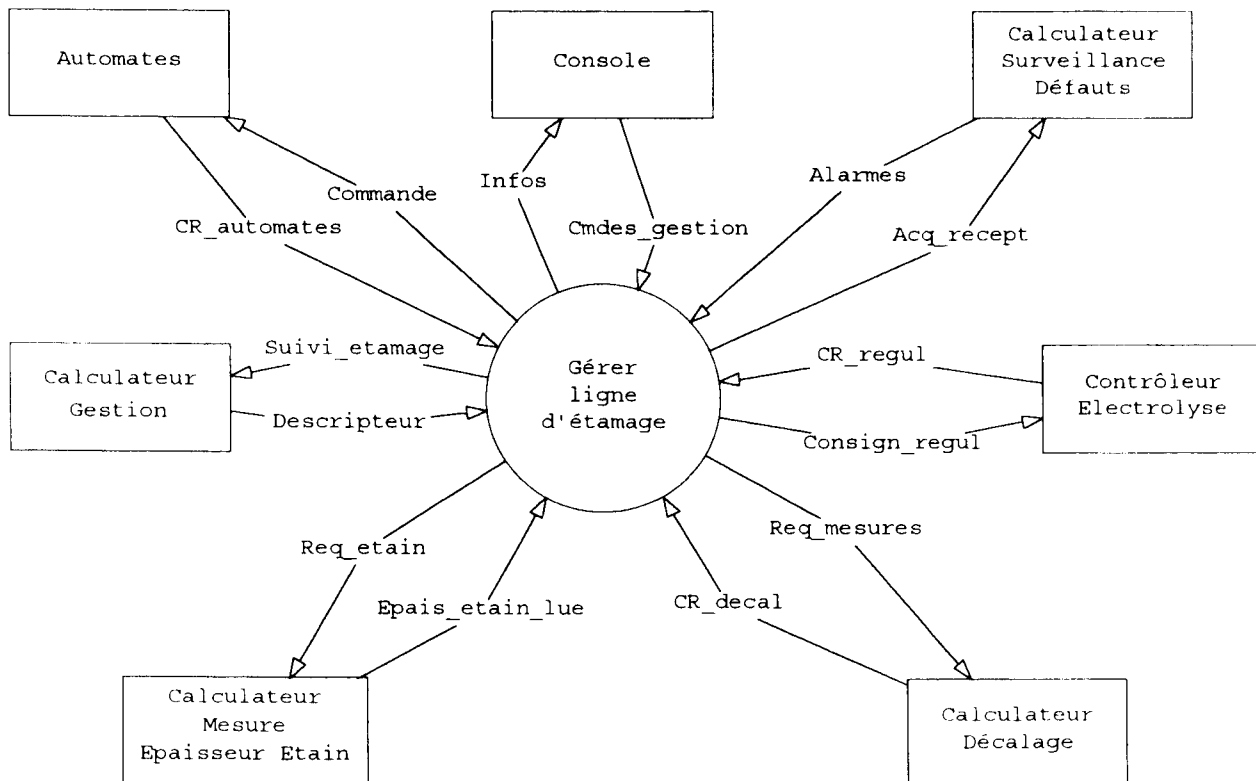 Automates
Console
Calculateur
Surveillance
Défauts
Commande
Infos
Alarmes
CR_automates
Cmdes_gestion
Acq_recept
Suivi_etamage
CR_regul
Calculateur
Gestion
Gérer
ligne
d'étamage
Contrôleur
Electrolyse
Descripteur
Consign_regul
Req_etain
Req_mesures
Epais_etain_lue
CR_decal
Calculateur
Mesure
Epaisseur Etain
Calculateur
Décalage